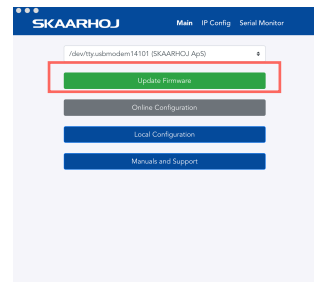 SKAARHOJ
Main IP Config Serial Monitor
/dev/tty.usbmodem14101 (SKAARHOJ ApS)
Update Firmware
Online Configuration
Local Configuration
Manuals and Support